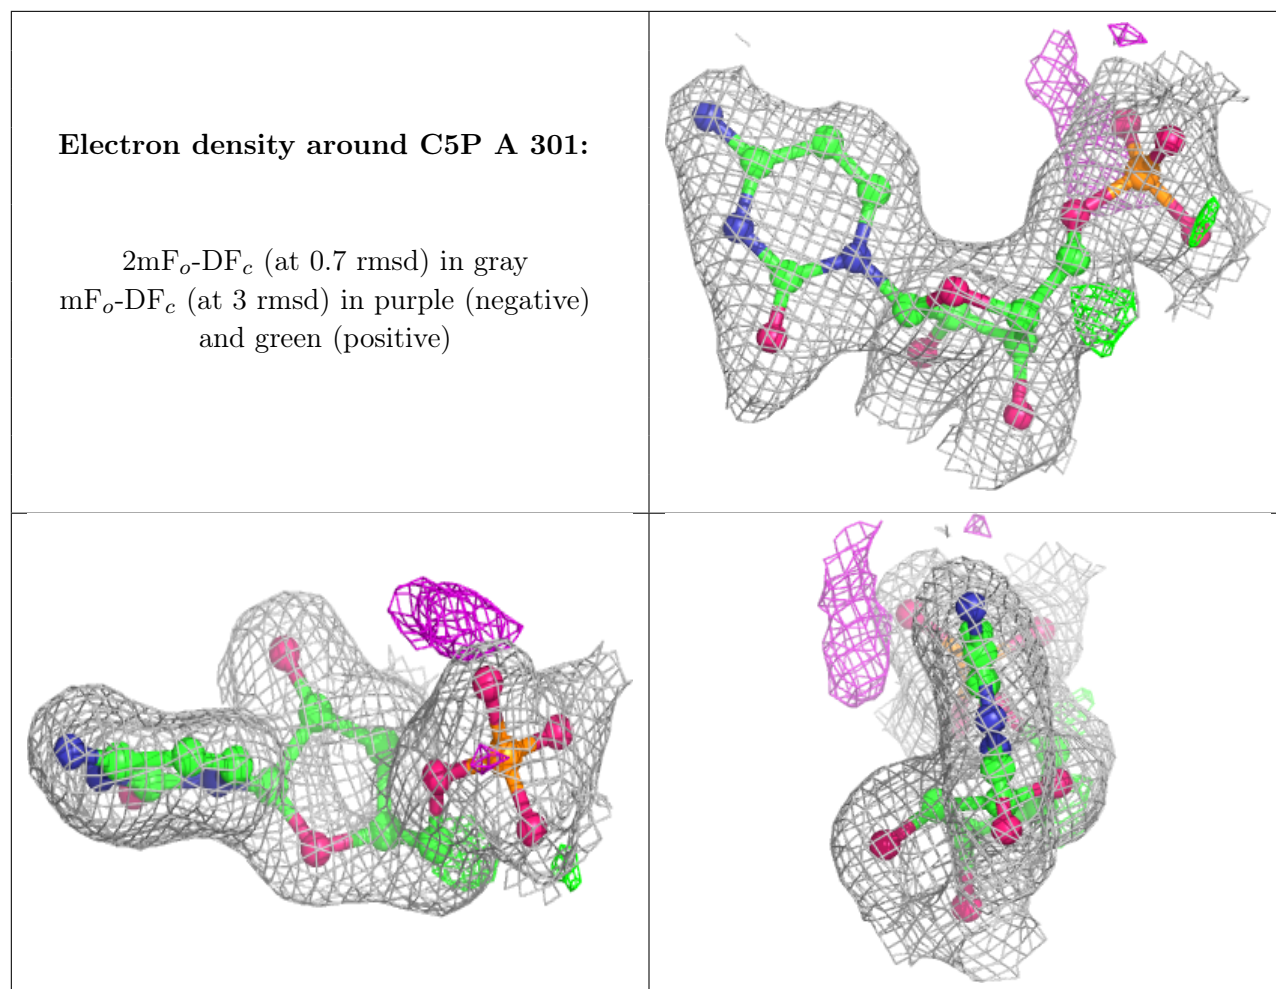 Electron density around C5P A 301:
2mFo-DFc (at 0.7 rmsd) in gray
mFo-DFc (at 3 rmsd) in purple (negative)
and green (positive)